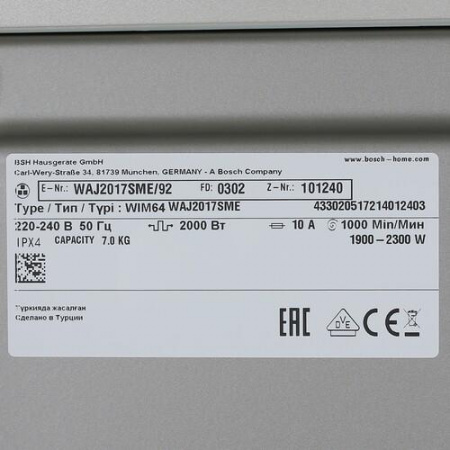 BSH Hausgeräte GmbH www.bosch-home.com
Carl-Wery-Straße 34, 81739 München, GERMANY - A Bosch Company
E-Nr.: WAJ2017SME/92 FD: 0302 Z-Nr.: 101240
Type / Тип / Түрі : WIM64 WAJ2017SME 433020517214012403
220-240 В 50 Гц 2000 Вт 10 A 1000 Min/Мин
IPX4 CAPACITY 7.0 KG 1900-2300 W
Түркияда жасалған
Сделано в Турции
EAC DVE CE